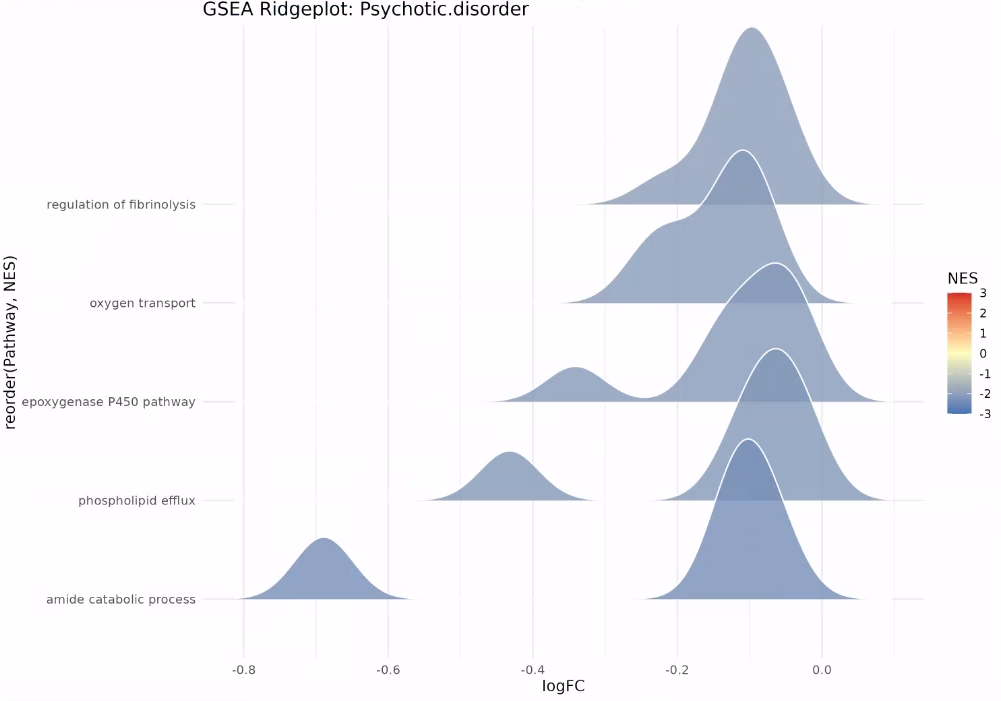 GSEA Ridgeplot: Psychotic.disorder
reorder(Pathway, NES)
regulation of fibrinolysis
oxygen transport
epoxygenase P450 pathway
phospholipid efflux
amide catabolic process
-0.8
-0.6
-0.4
-0.2
0.0
logFC
NES
3
2
1
0
-1
-2
-3